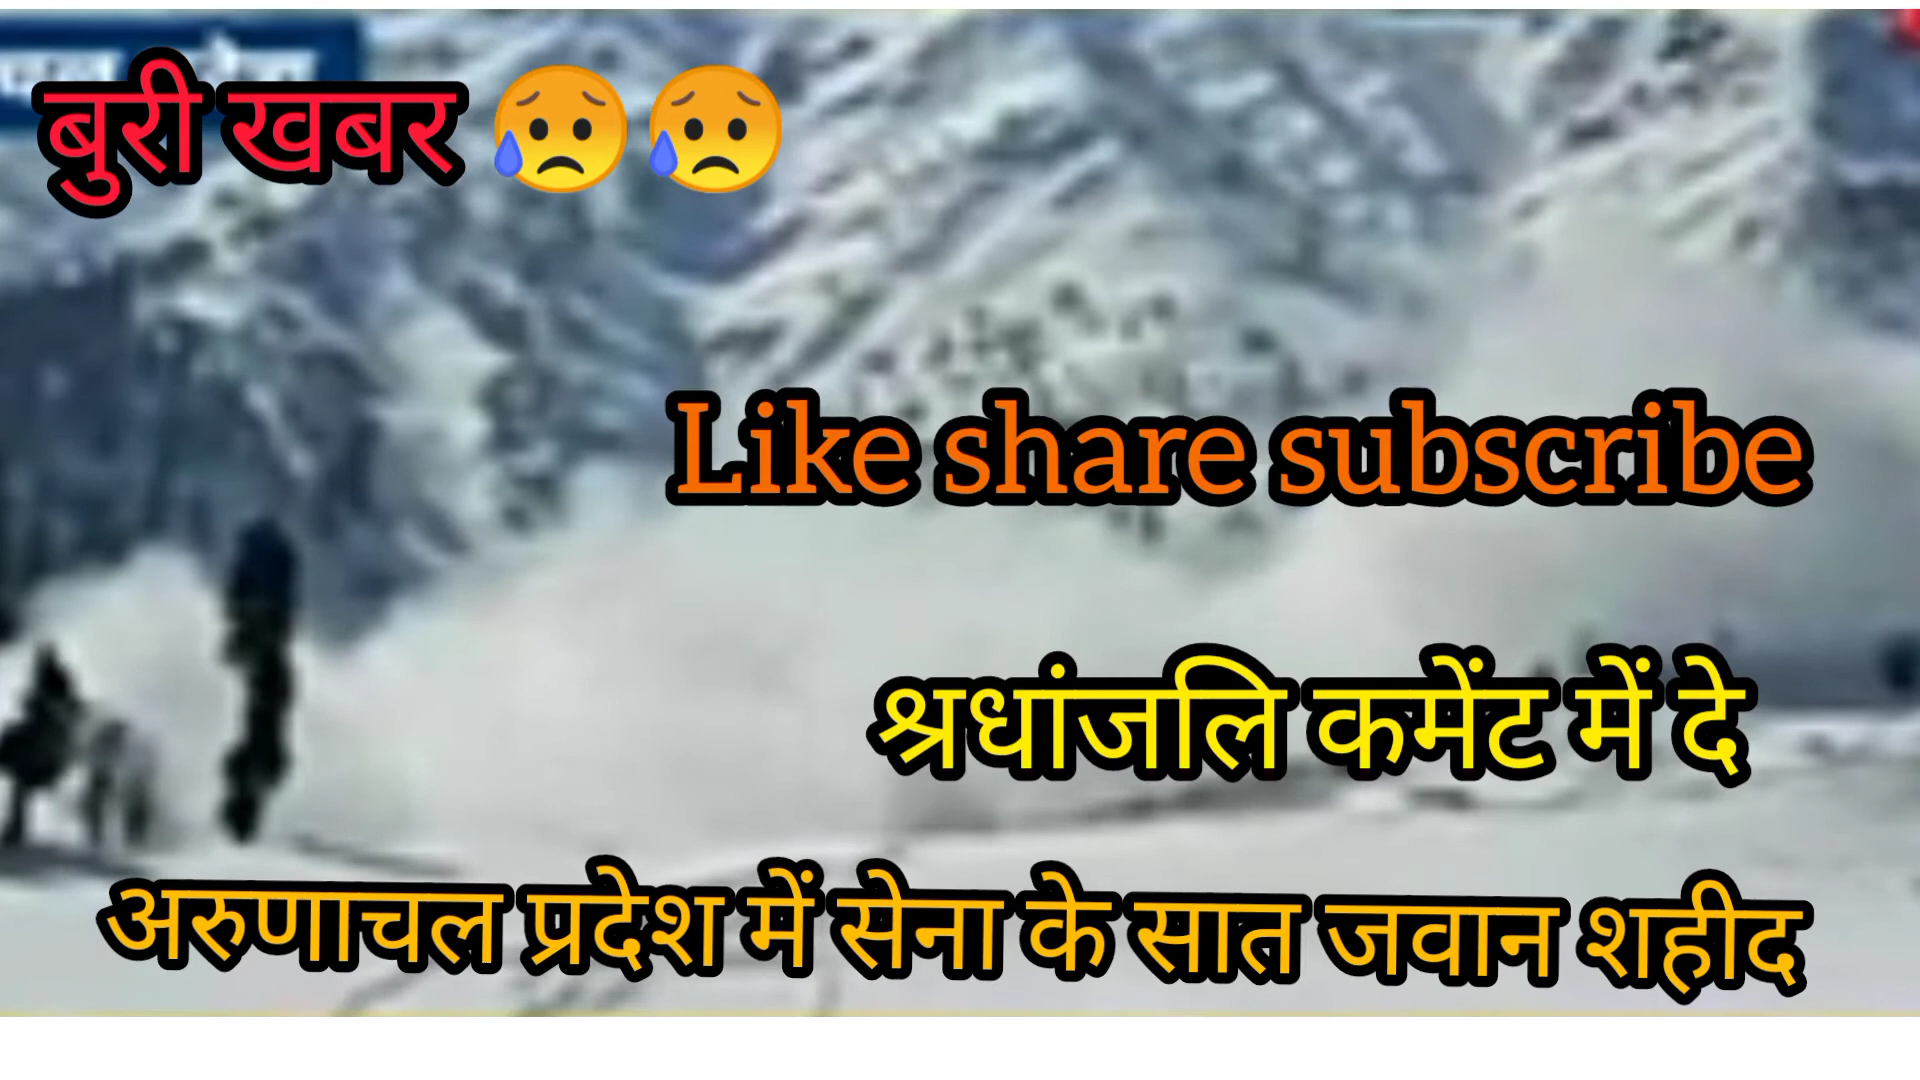 बुरी खबर 😥😥
Like share subscribe
श्रधांजलि कमेंट में दे
अरुणाचल प्रदेश में सेना के सात जवान शहीद